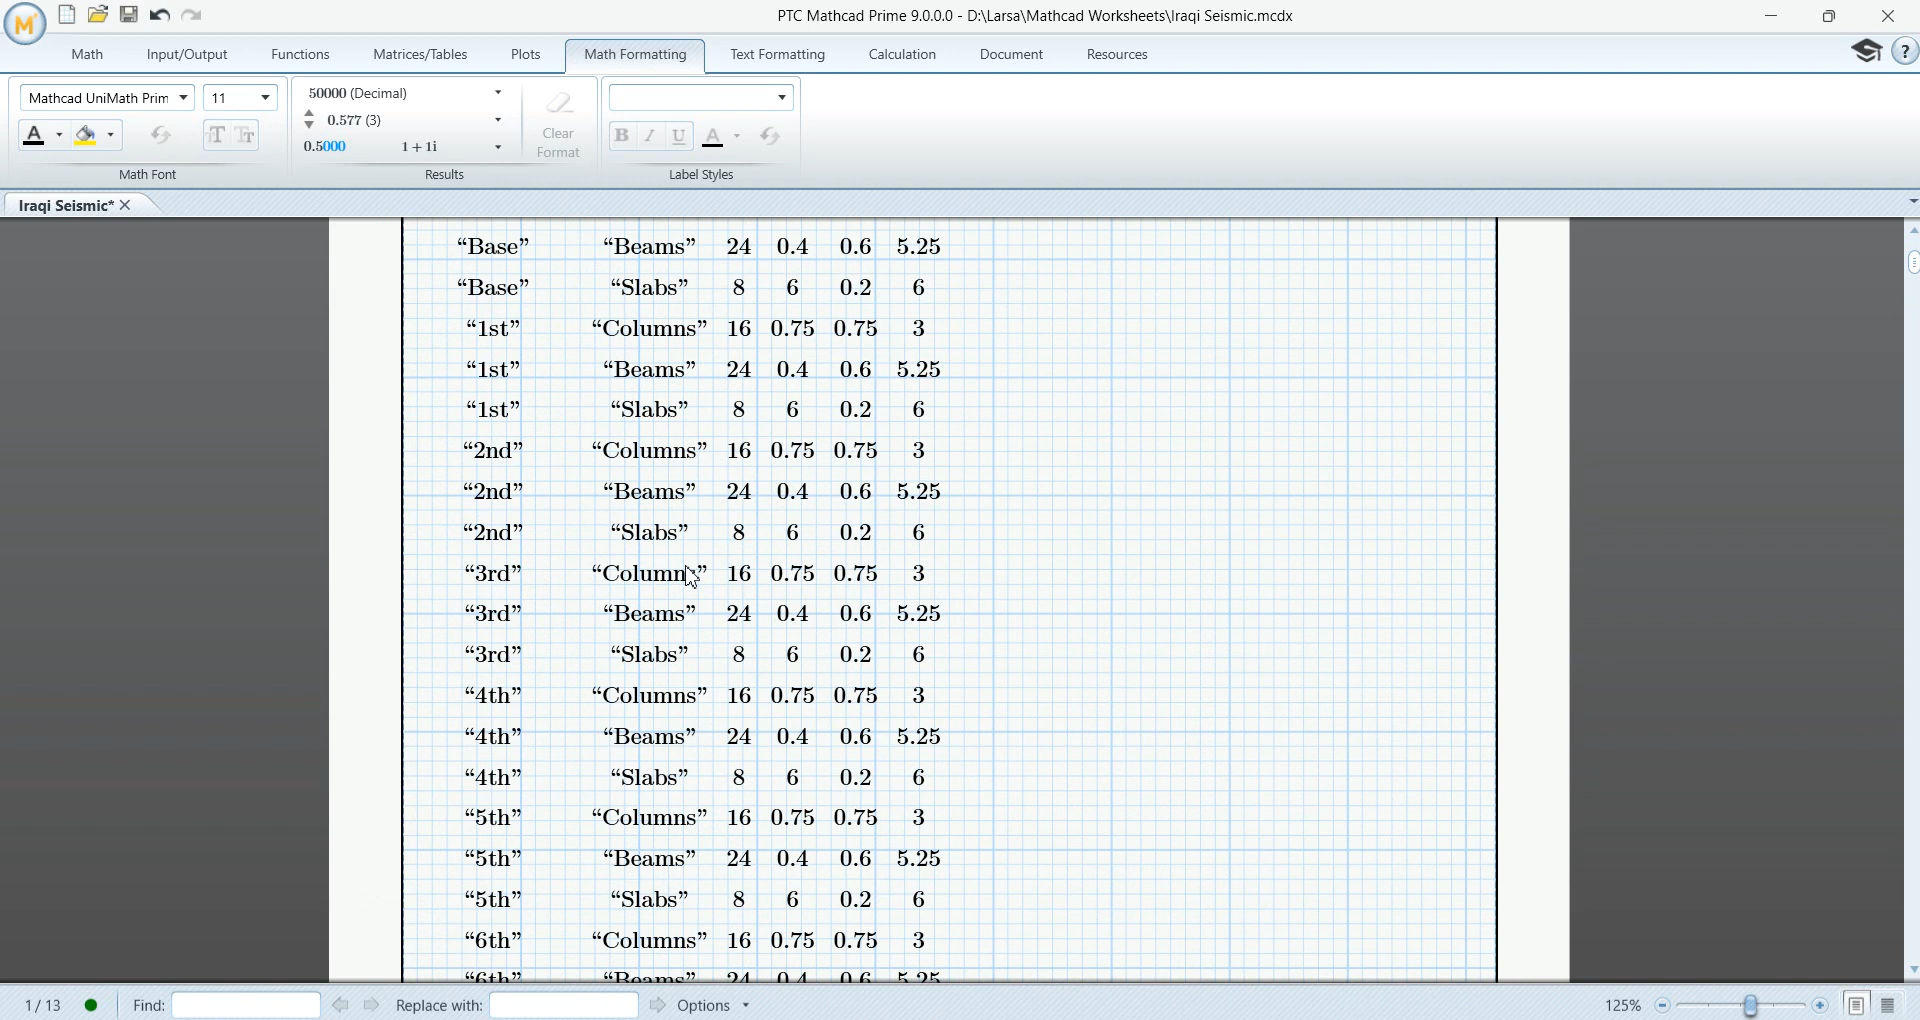 PTC Mathcad Prime 9.0.0.0 - D:\Larsa\Mathcad Worksheets\Iraqi Seismic.mcdx
Math Input/Output Functions Matrices/Tables Plots Math Formatting Text Formatting Calculation Document Resources
Mathcad UniMath Prim 11
50000 (Decimal)
0.577 (3)
0.5000 1 + 1i
Clear
Format
B I U A
Math Font Results Label Styles
Iraqi Seismic*
“Base” “Beams” 24 0.4 0.6 5.25
“Base” “Slabs” 8 6 0.2 6
“1st” “Columns” 16 0.75 0.75 3
“1st” “Beams” 24 0.4 0.6 5.25
“1st” “Slabs” 8 6 0.2 6
“2nd” “Columns” 16 0.75 0.75 3
“2nd” “Beams” 24 0.4 0.6 5.25
“2nd” “Slabs” 8 6 0.2 6
“3rd” “Columns” 16 0.75 0.75 3
“3rd” “Beams” 24 0.4 0.6 5.25
“3rd” “Slabs” 8 6 0.2 6
“4th” “Columns” 16 0.75 0.75 3
“4th” “Beams” 24 0.4 0.6 5.25
“4th” “Slabs” 8 6 0.2 6
“5th” “Columns” 16 0.75 0.75 3
“5th” “Beams” 24 0.4 0.6 5.25
“5th” “Slabs” 8 6 0.2 6
“6th” “Columns” 16 0.75 0.75 3
“6th” “Beams” 24 0.4 0.6 5.25
1 / 13 Find: Replace with: Options 125%